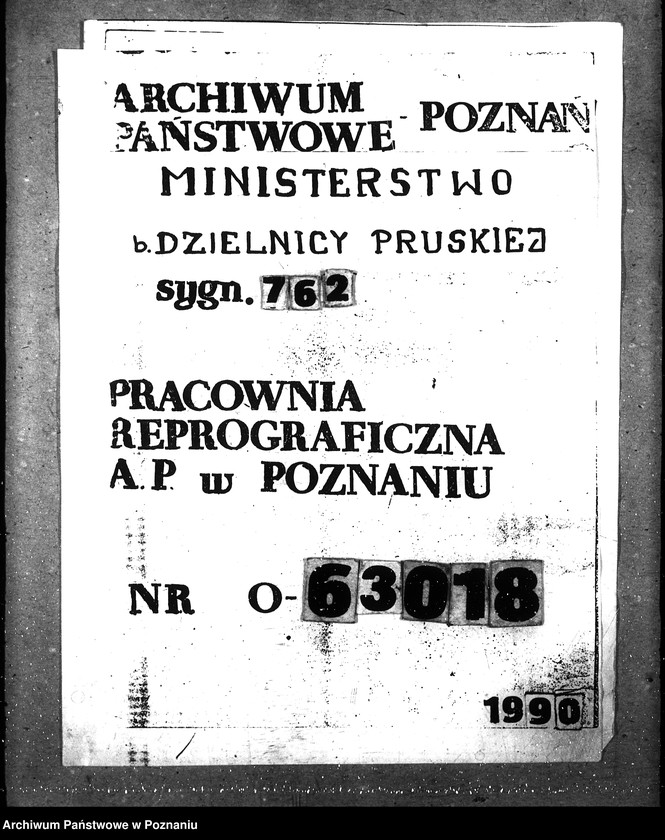 ARCHIWUM
PAŃSTWOWE - POZNAŃ
MINISTERSTWO
b. DZIELNICY PRUSKIEJ
sygn. 762
PRACOWNIA
REPROGRAFICZNA
A.P. w POZNANIU
NR O-63018
1990
Archiwum Państwowe w Poznaniu